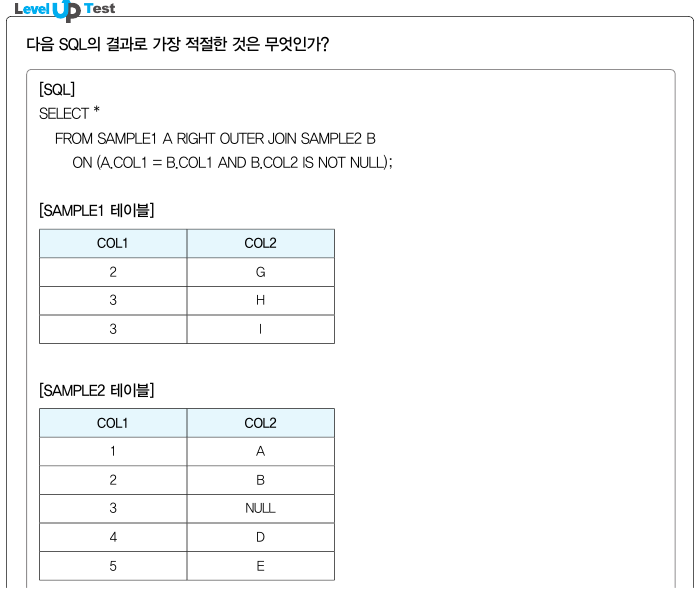 Level Up Test
다음 SQL의 결과로 가장 적절한 것은 무엇인가?
[SQL]
SELECT *
FROM SAMPLE1 A RIGHT OUTER JOIN SAMPLE2 B
ON (A.COL1 = B.COL1 AND B.COL2 IS NOT NULL);
[SAMPLE1 테이블]
COL1 COL2
2 G
3 H
3 I
[SAMPLE2 테이블]
COL1 COL2
1 A
2 B
3 NULL
4 D
5 E